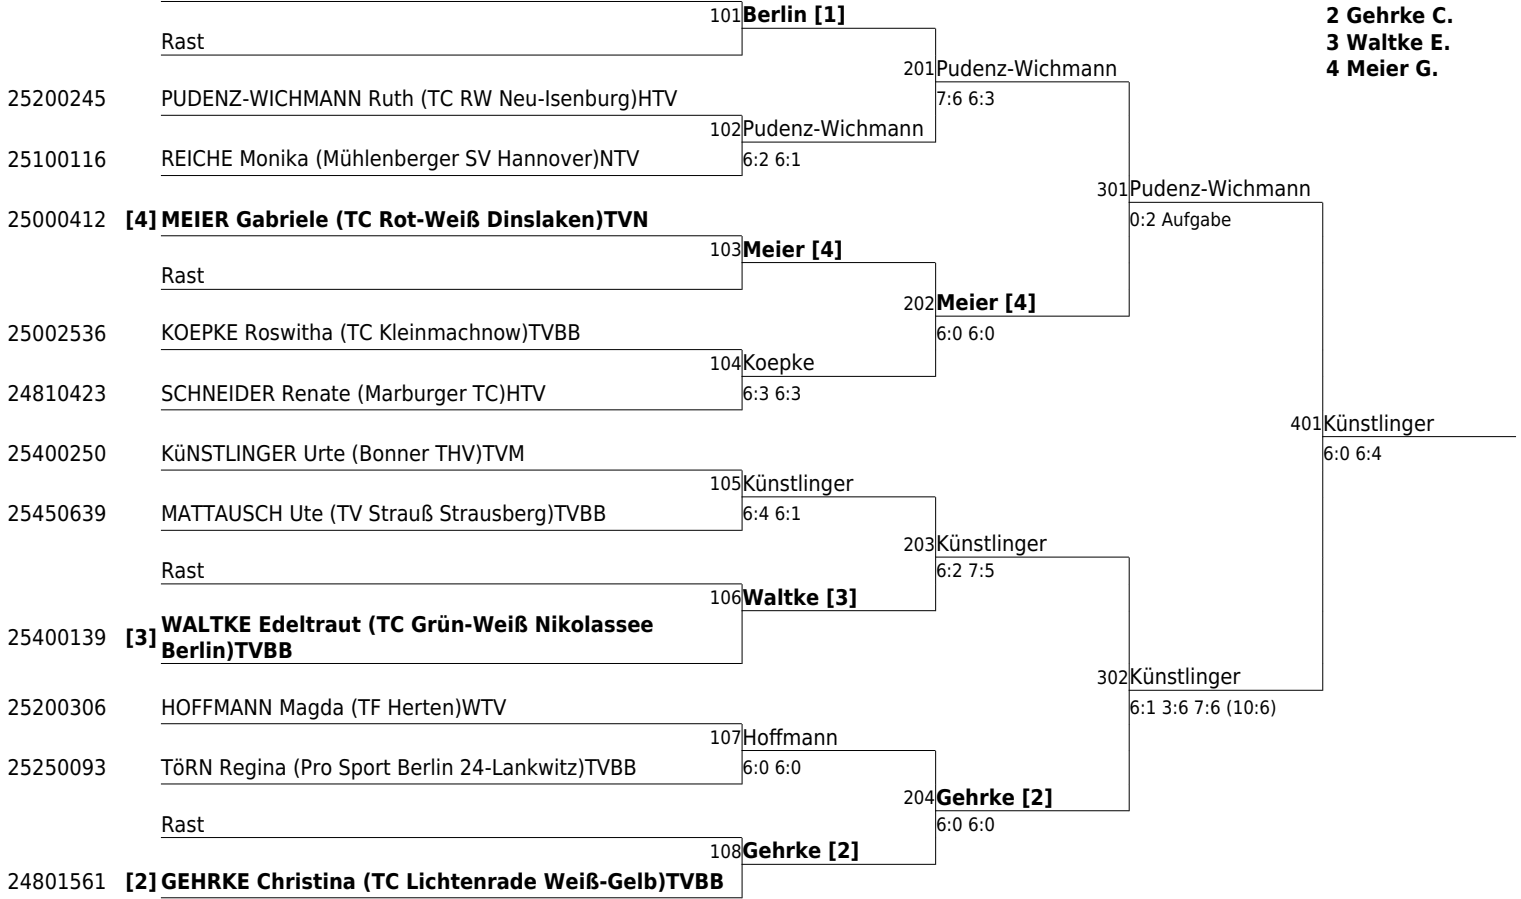 101 Berlin [1]
2 Gehrke C.
Rast
3 Waltke E.
201 Pudenz-Wichmann
4 Meier G.
25200245 PUDENZ-WICHMANN Ruth (TC RW Neu-Isenburg)HTV
7:6 6:3
102 Pudenz-Wichmann
25100116 REICHE Monika (Mühlenberger SV Hannover)NTV
6:2 6:1
301 Pudenz-Wichmann
25000412 [4] MEIER Gabriele (TC Rot-Weiß Dinslaken)TVN
0:2 Aufgabe
103 Meier [4]
Rast
202 Meier [4]
25002536 KOEPKE Roswitha (TC Kleinmachnow)TVBB
6:0 6:0
104 Koepke
24810423 SCHNEIDER Renate (Marburger TC)HTV
6:3 6:3
401 Künstlinger
25400250 KüNSTLINGER Urte (Bonner THV)TVM
6:0 6:4
105 Künstlinger
25450639 MATTAUSCH Ute (TV Strauß Strausberg)TVBB
6:4 6:1
203 Künstlinger
Rast
6:2 7:5
106 Waltke [3]
25400139 [3] WALTKE Edeltraut (TC Grün-Weiß Nikolassee
Berlin)TVBB
302 Künstlinger
25200306 HOFFMANN Magda (TF Herten)WTV
6:1 3:6 7:6 (10:6)
107 Hoffmann
25250093 TöRN Regina (Pro Sport Berlin 24-Lankwitz)TVBB
6:0 6:0
204 Gehrke [2]
Rast
6:0 6:0
108 Gehrke [2]
24801561 [2] GEHRKE Christina (TC Lichtenrade Weiß-Gelb)TVBB